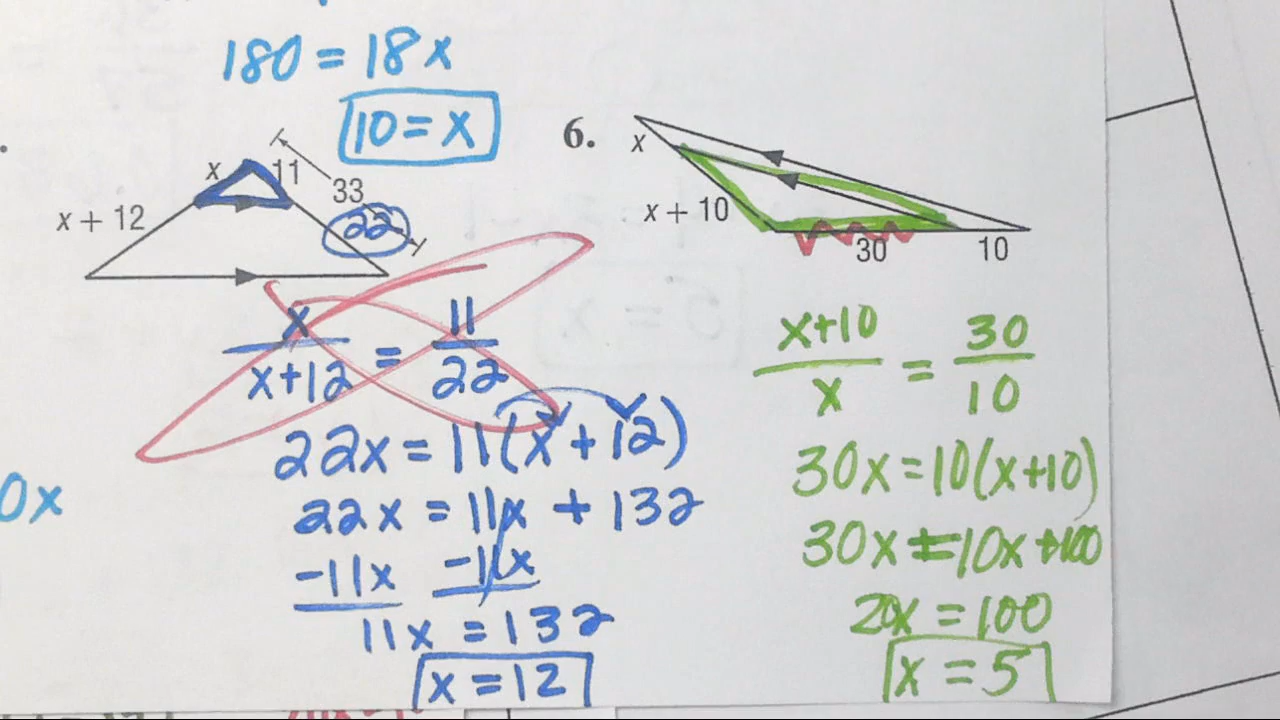 180 = 18x
10 = x
x
11
33
22
x + 12
x/x+12 = 11/22
22x = 11(x + 12)
22x = 11x + 132
-11x -11x
11x = 132
x = 12
0x
6.
x
x + 10
30
10
x+10/x = 30/10
30x = 10(x+10)
30x = 10x + 100
20x = 100
x = 5